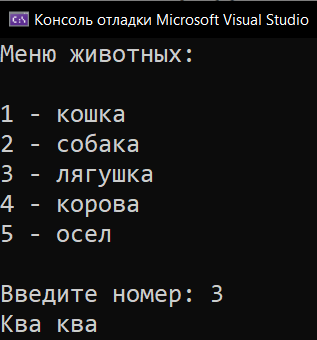 Консоль отладки Microsoft Visual Studio
Меню животных:
1 - кошка
2 - собака
3 - лягушка
4 - корова
5 - осел
Введите номер: 3
Ква ква